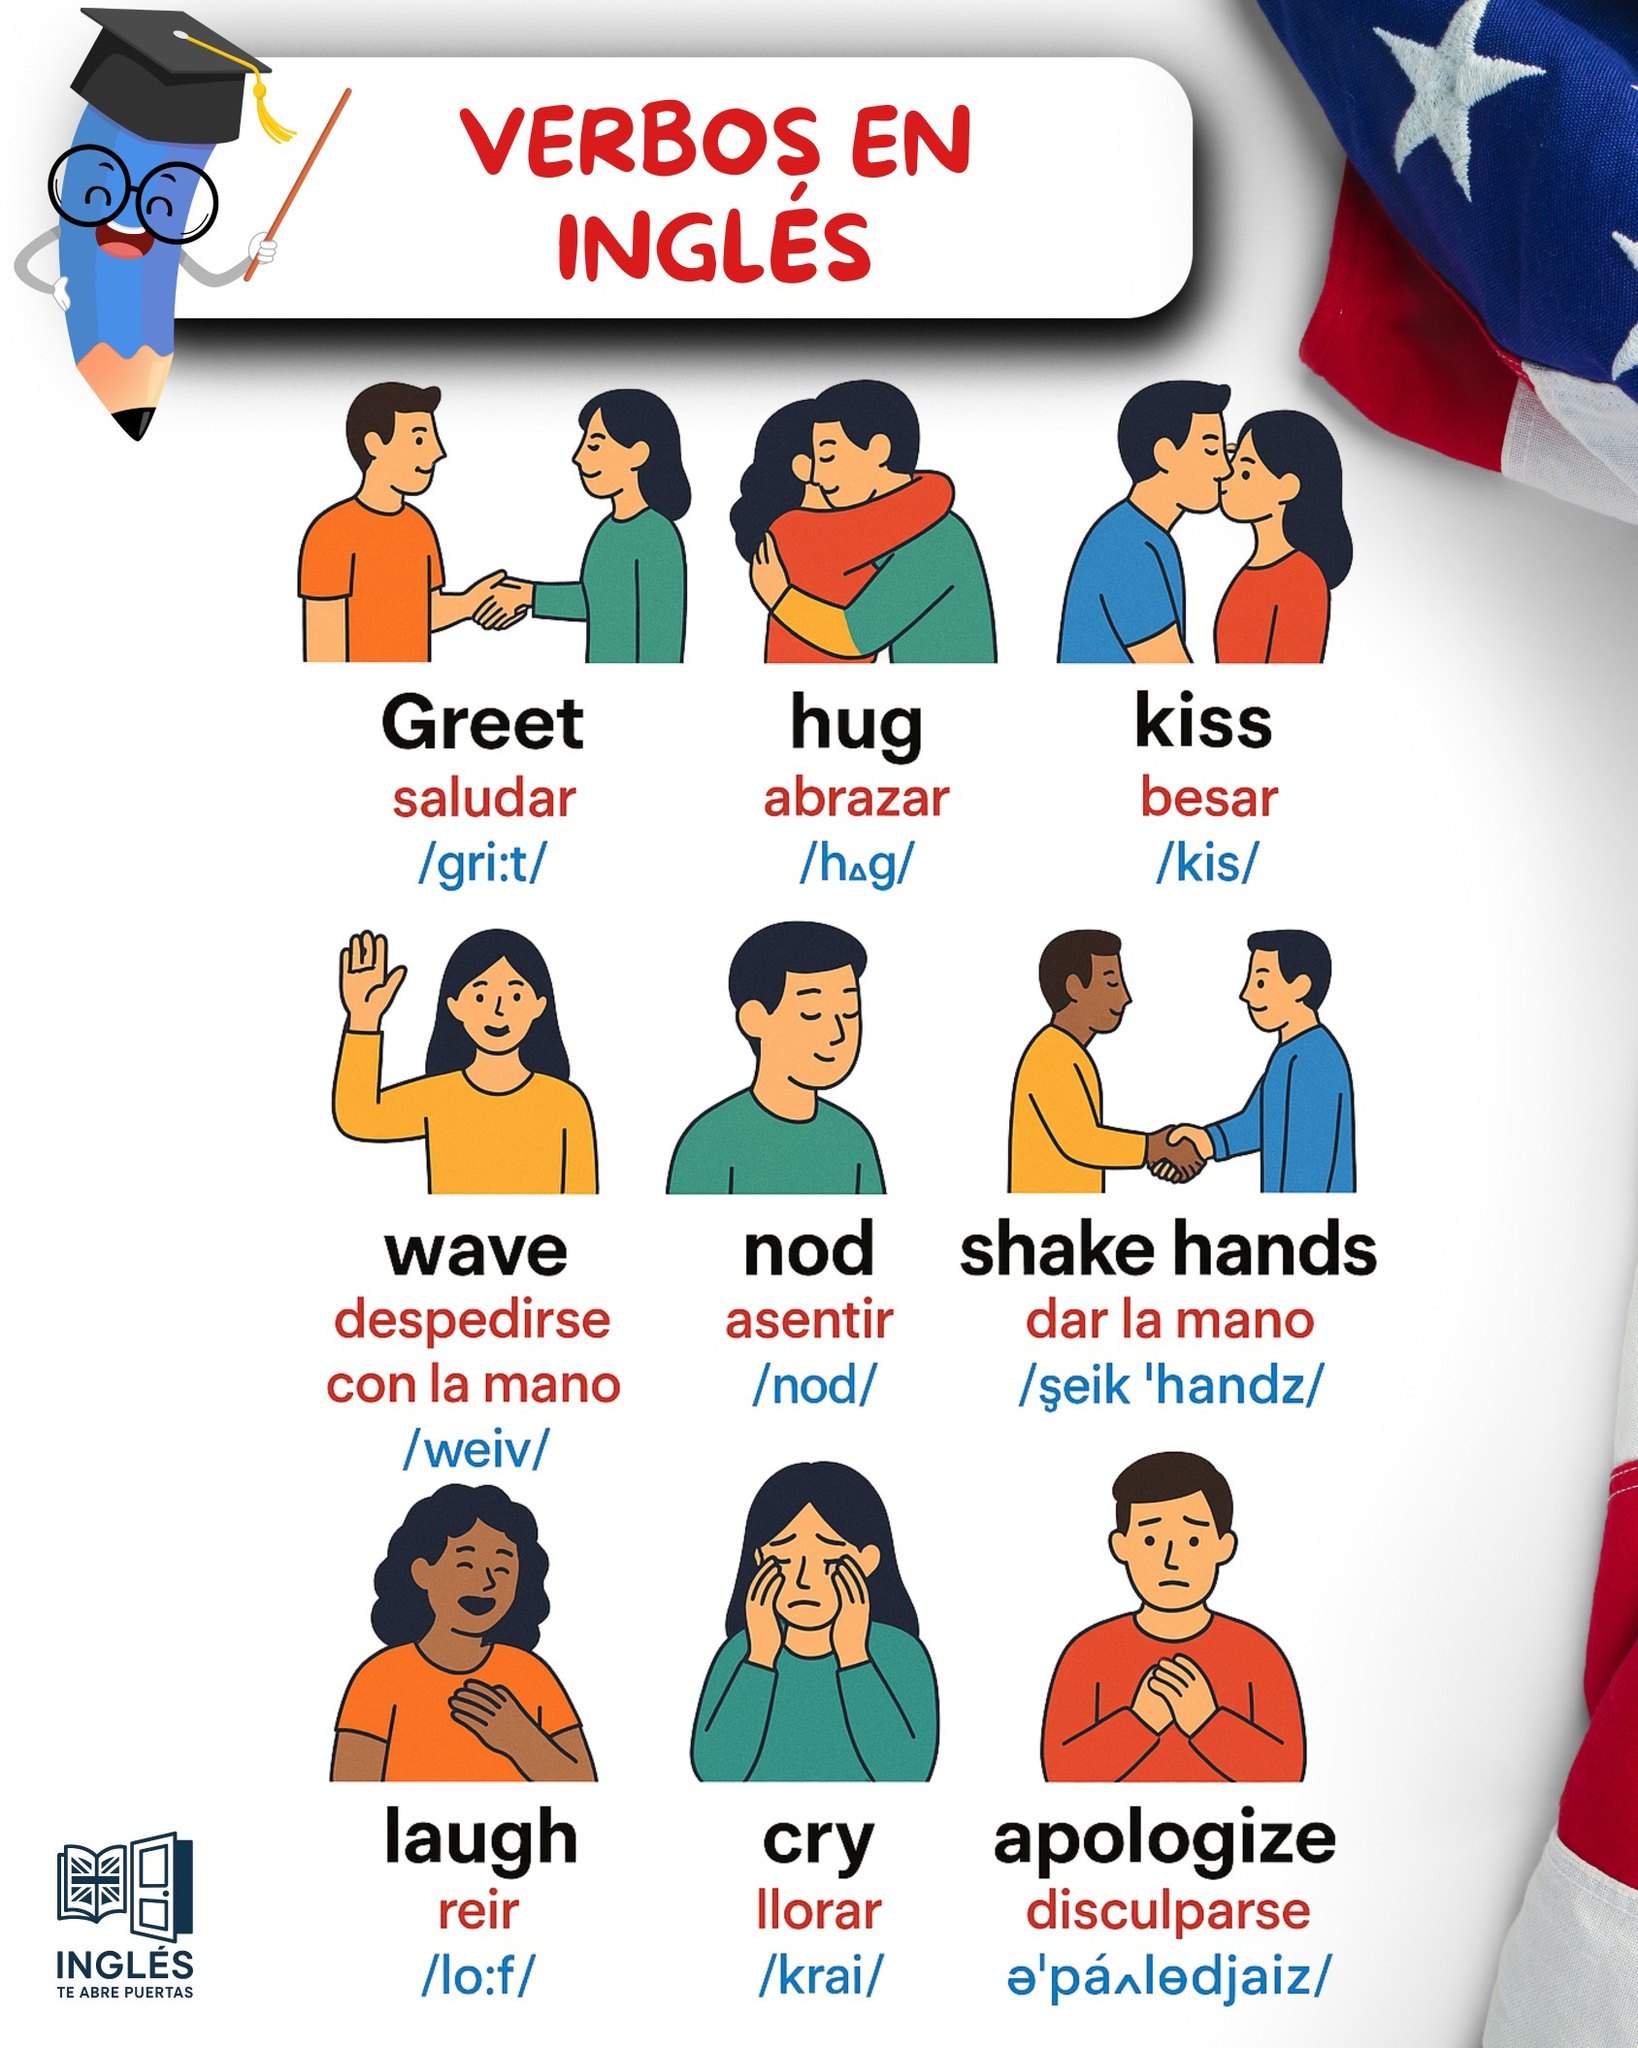 VERBOS EN
INGLÉS
Greet
saludar
/gri:t/
hug
abrazar
/hᐃg/
kiss
besar
/kis/
wave
despedirse
con la mano
/weiv/
nod
asentir
/nod/
shake hands
dar la mano
/şeik 'handz/
laugh
reir
/lo:f/
cry
llorar
/krai/
apologize
disculparse
ə'páʌlɵdjaiz/
INGLÉS
TE ABRE PUERTAS